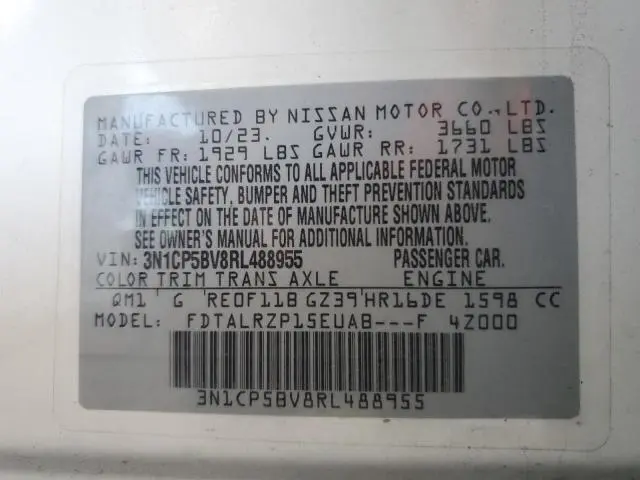 MANUFACTURED BY NISSAN MOTOR CO., LTD.
DATE: 10/23. GVWR: 3660 LBS
GAWR FR: 1929 LBS GAWR RR: 1731 LBS
THIS VEHICLE CONFORMS TO ALL APPLICABLE FEDERAL MOTOR
VEHICLE SAFETY, BUMPER AND THEFT PREVENTION STANDARDS
IN EFFECT ON THE DATE OF MANUFACTURE SHOWN ABOVE.
SEE OWNER'S MANUAL FOR ADDITIONAL INFORMATION.
VIN: 3N1CP5BV8RL488955 PASSENGER CAR.
COLOR TRIM TRANS AXLE ENGINE
QM1 G RE0F11B GZ39 HR16DE 1598 CC
FDTALRZP15EUAB---F 4Z000
3N1CP5BV8RL488955